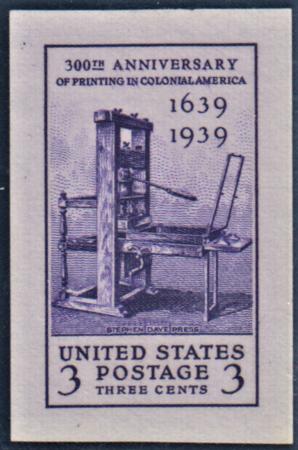 300TH ANNIVERSARY
OF PRINTING IN COLONIAL AMERICA
1639
1939
STEPHEN DAYE PRESS
UNITED STATES
3 POSTAGE 3
THREE CENTS